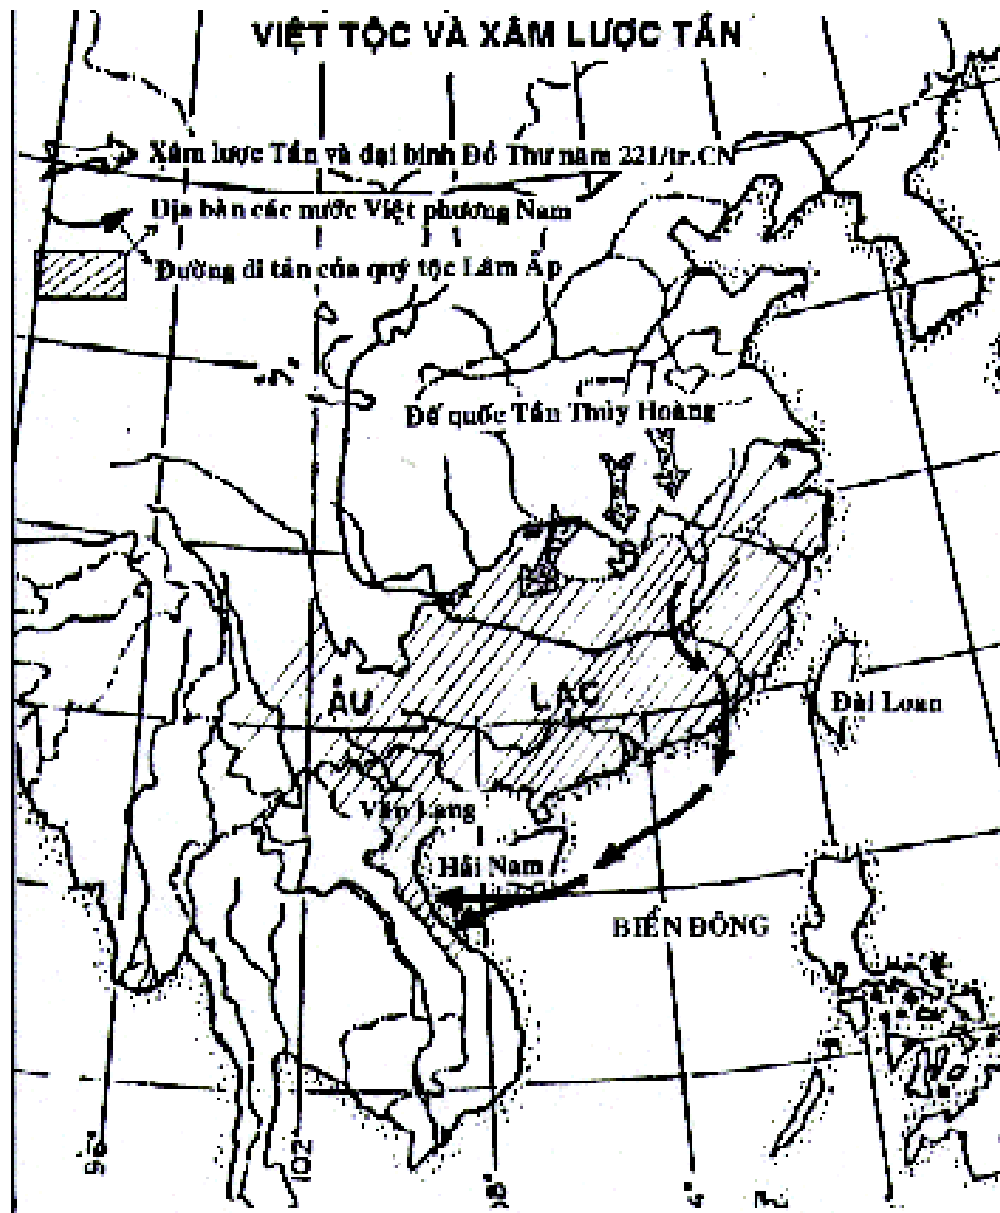 VIỆT TỘC VÀ XÂM LƯỢC TẦN
Xâm lược Tần và đại binh Đồ Thư năm 221/tr.CN
Địa bàn các nước Việt phương Nam
Đường di tản của quý tộc Lâm Ấp
Đế quốc Tần Thủy Hoàng
ÂU
LẠC
Đài Loan
Văn Lang
Hải Nam
BIỂN ĐÔNG
96
102